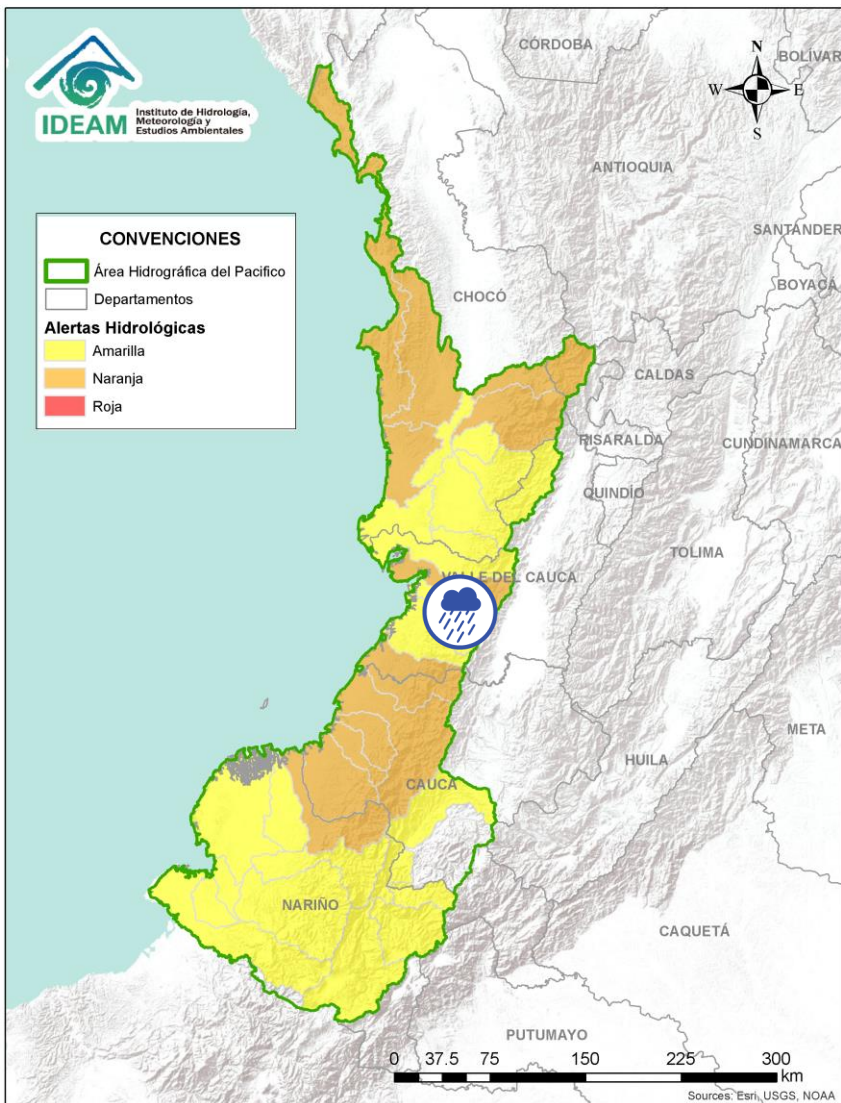 IDEAM
Instituto de Hidrología,
Meteorología y
Estudios Ambientales
CONVENCIONES
Área Hidrográfica del Pacifico
Departamentos
Alertas Hidrológicas
Amarilla
Naranja
Roja
N
W E
S
CÓRDOBA
BOLÍVAR
ANTIOQUIA
SANTANDER
BOYACÁ
CHOCÓ
CALDAS
RISARALDA
CUNDINAMARCA
QUINDÍO
TOLIMA
VALLE DEL CAUCA
META
HUILA
CAUCA
NARIÑO
CAQUETÁ
PUTUMAYO
0 37.5 75 150 225 300
km
Sources: Esri, USGS, NOAA